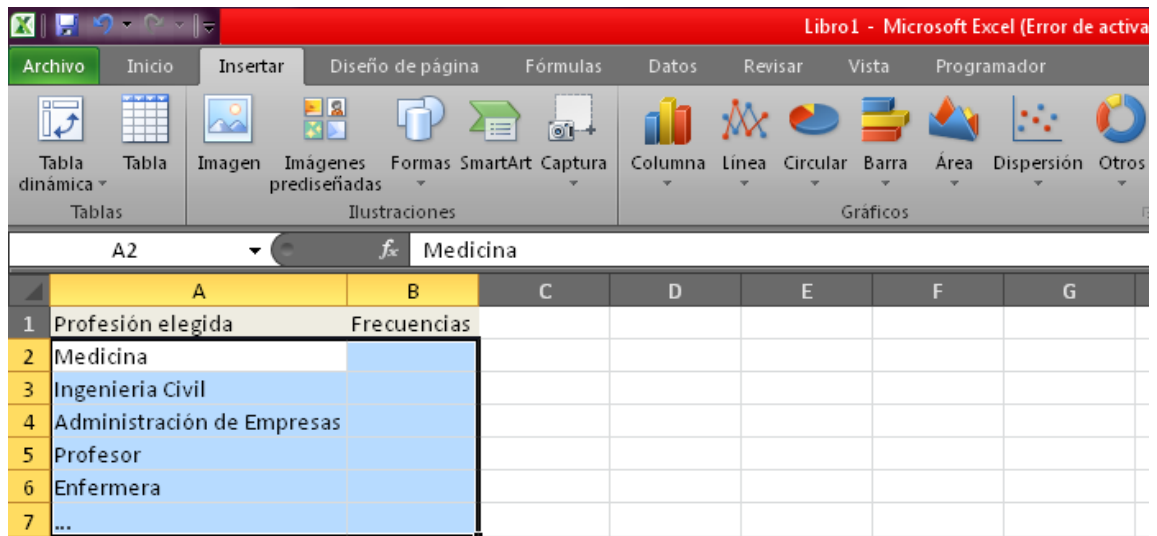 Libro1 - Microsoft Excel (Error de activa
Archivo Inicio Insertar Diseño de página Fórmulas Datos Revisar Vista Programador
Tabla dinámica Tabla Imagen Imágenes prediseñadas Formas SmartArt Captura Columna Línea Circular Barra Área Dispersión Otros
Tablas Ilustraciones Gráficos
A2 fx Medicina
A B C D E F G
1 Profesión elegida Frecuencias
2 Medicina
3 Ingenieria Civil
4 Administración de Empresas
5 Profesor
6 Enfermera
7 ...